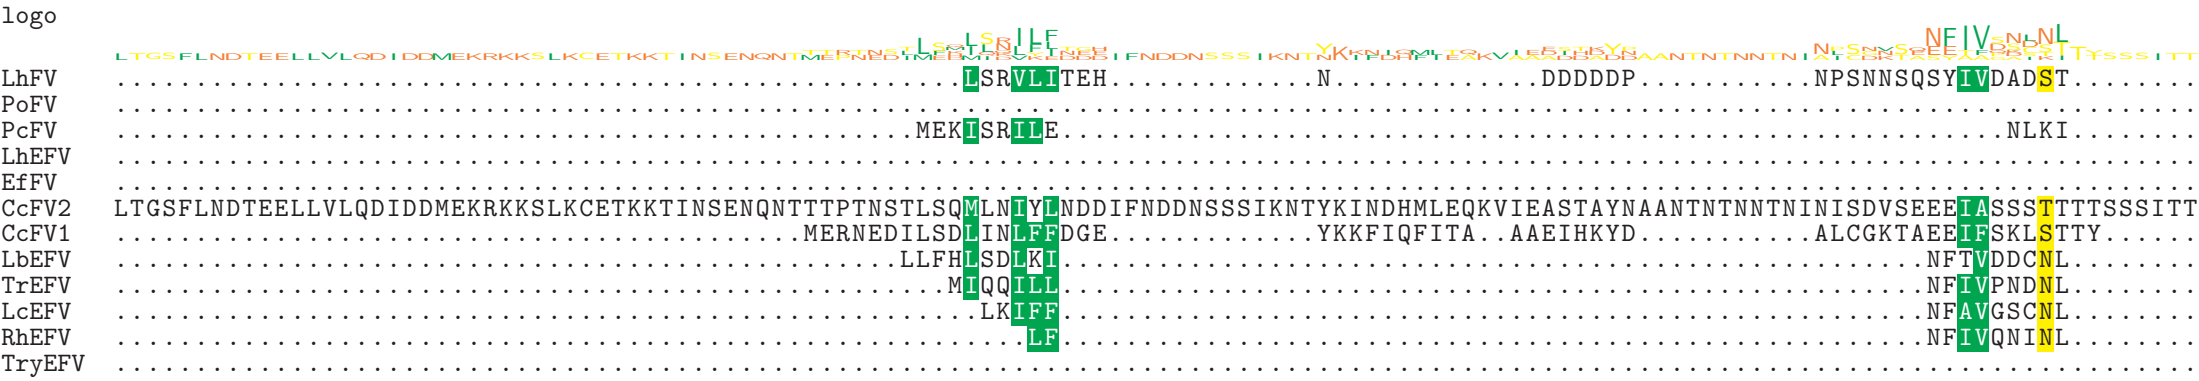 logo
LhFV .....................................................LSRVLITEH.............N.............DDDDDP...........NPSNNSQSYIVDADST........
PoFV ..................................................................................................................................
PcFV ..................................................MEKISRILE...........................................................NLKI........
LhEFV ..................................................................................................................................
EfFV ..................................................................................................................................
CcFV2 LTGSFLNDTEELLVLQDIDDMEKRKKSLKCETKKTINSENQNTTTPTNSTLSQMLNIYLNDDIFNDDNSSSIKNTYKINDHMLEQKVIEASTAYNAANTNTNNTNINISDVSEEEIASSSTTTTSSSITT
CcFV1 ...........................................MERNEDILSDLINLFFDGE.............YKKFIQFITA..AAEIHKYD...........ALCGKTAEEIFSKLSTTY......
LbEFV .................................................LLFHLSDLKI......................................................NFTVDDCNL........
TrEFV ....................................................MIQQILL......................................................NFIVPNDNL........
LcEFV ......................................................LKIFF......................................................NFAVGSCNL........
RhEFV .........................................................LF......................................................NFIVQNINL........
TryEFV ..................................................................................................................................